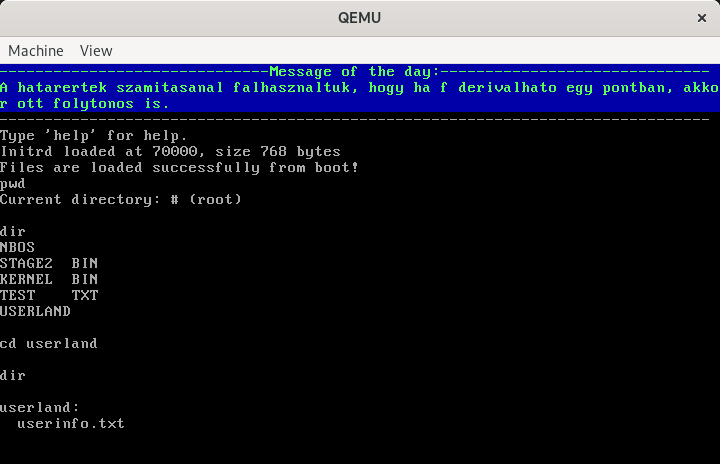 QEMU
Machine View
------------------------------Message of the day:------------------------------
A hatarertek szamitasanal falhasznaltuk, hogy ha f derivalhato egy pontban, akko
r ott folytonos is.
-------------------------------------------------------------------------------
Type 'help' for help.
Initrd loaded at 70000, size 768 bytes
Files are loaded successfully from boot!
pwd
Current directory: # (root)
dir
NBOS
STAGE2  BIN
KERNEL  BIN
TEST    TXT
USERLAND
cd userland
dir
userland:
  userinfo.txt